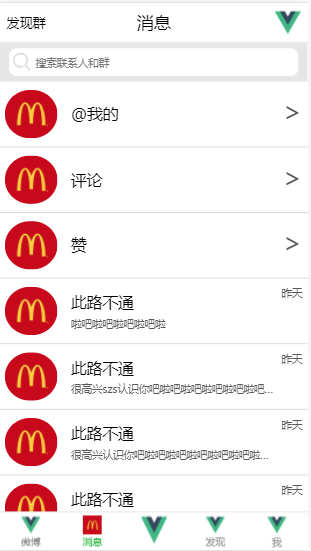 发现群 消息
搜索联系人和群
@我的 >
评论 >
赞 >
此路不通 昨天
啦吧啦吧啦吧啦吧啦
此路不通 昨天
很高兴szs认识你吧啦吧啦吧啦吧啦吧啦吧...
此路不通 昨天
很高兴认识你吧啦吧啦吧啦吧啦吧啦啦...
此路不通 昨天
微博 消息 发现 我